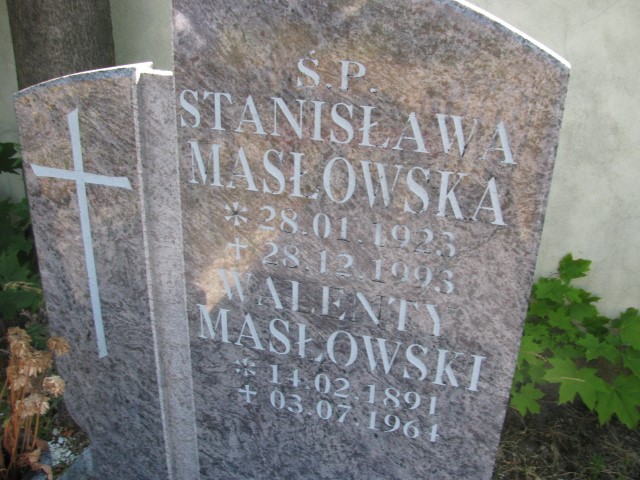 Ś.P.
STANISŁAWA
MASŁOWSKA
* 28.01.1923
+ 28.12.1993
WALENTY
MASŁOWSKI
* 14.02.1891
+ 03.07.1964